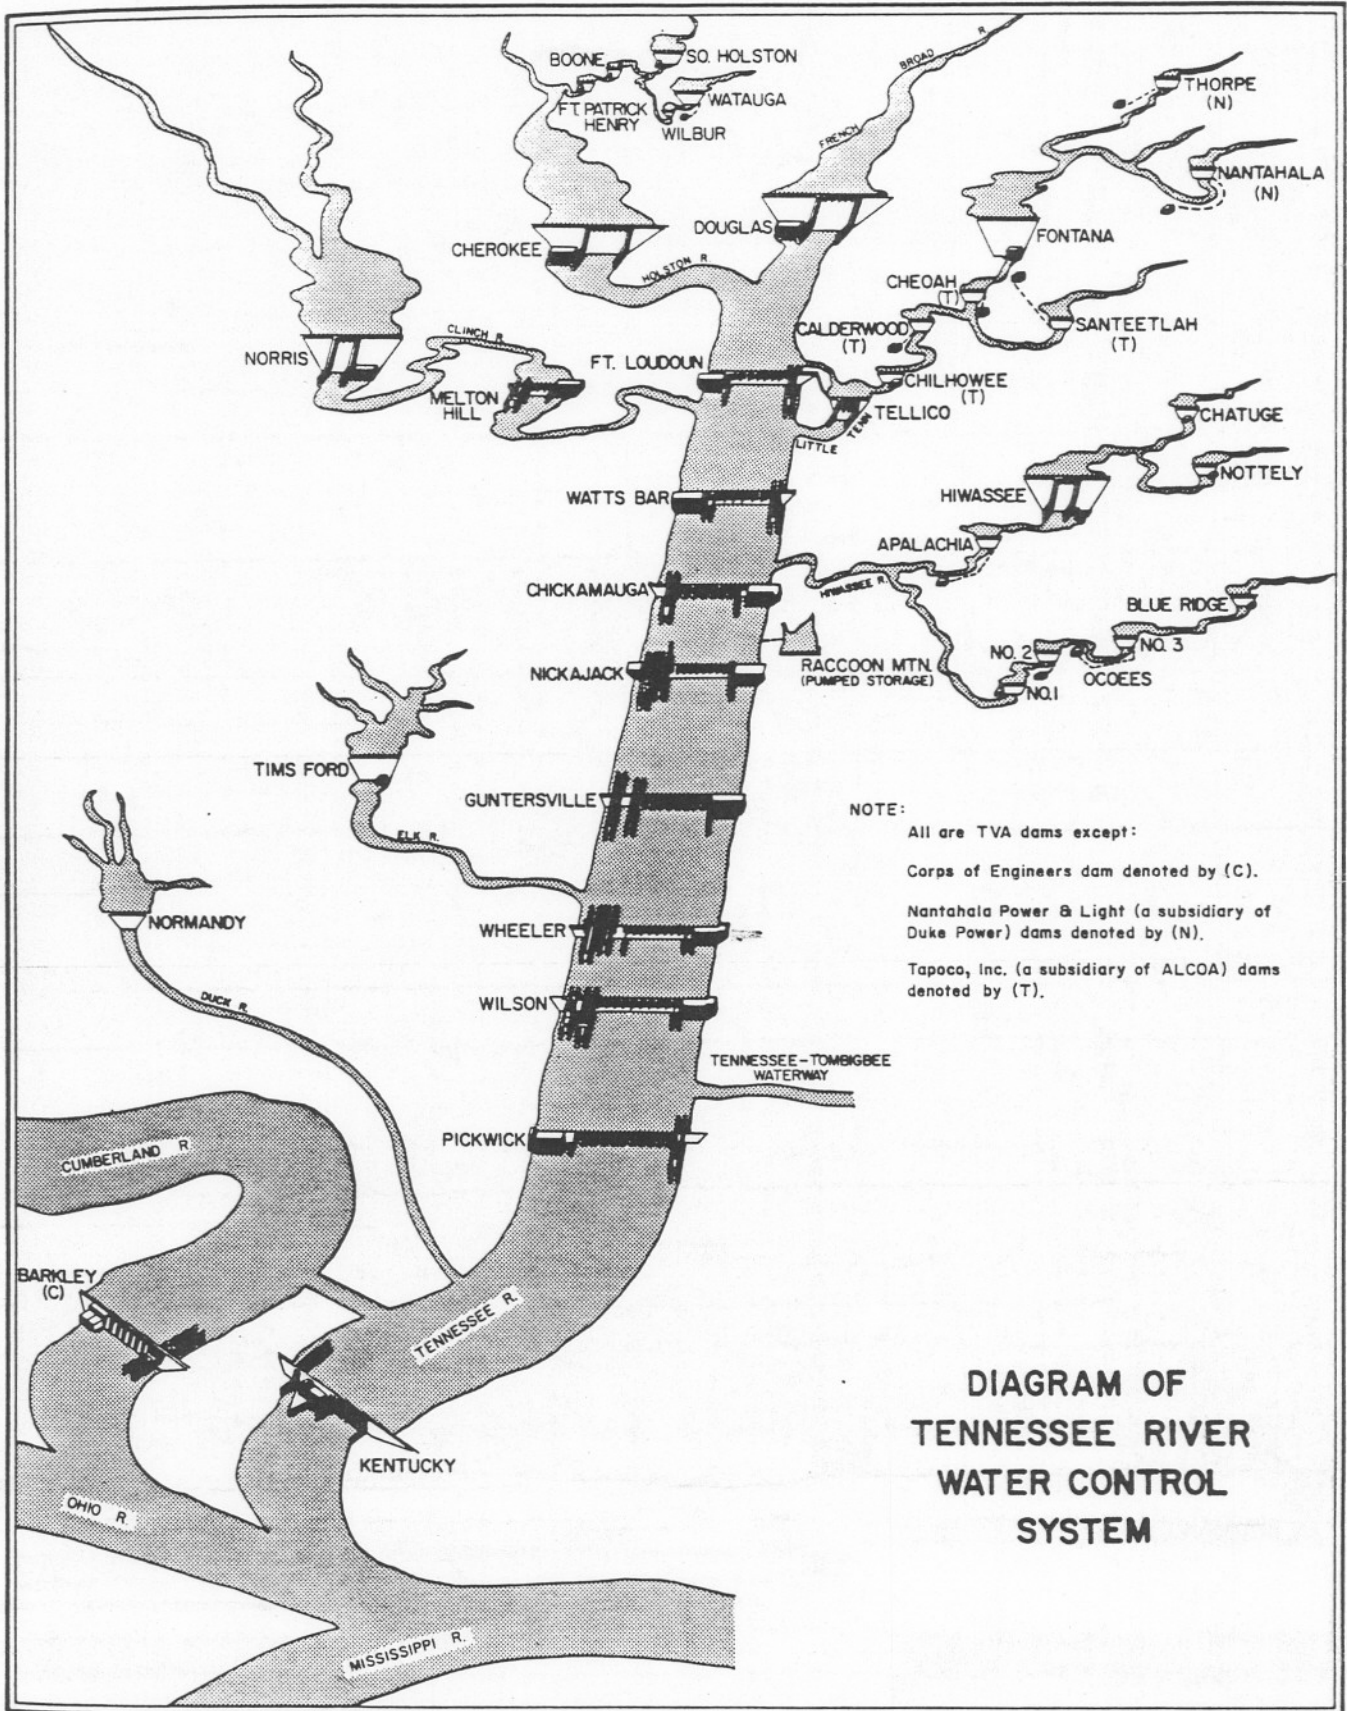 BOONE
SO. HOLSTON
FT. PATRICK
HENRY
WATAUGA
WILBUR
FRENCH BROAD R.
THORPE
(N)
NANTAHALA
(N)
CHEROKEE
DOUGLAS
HOLSTON R.
FONTANA
CHEOAH
(T)
SANTEETLAH
(T)
CALDERWOOD
(T)
NORRIS
CLINCH R.
FT. LOUDOUN
MELTON
HILL
CHILHOWEE
(T)
TELLICO
LITTLE TENN
CHATUGE
NOTTELY
HIWASSEE
WATTS BAR
APALACHIA
CHICKAMAUGA
HIWASSEE R.
BLUE RIDGE
NO. 2
NO. 3
OCOEES
NO. 1
NICKAJACK
RACCOON MTN.
(PUMPED STORAGE)
TIMS FORD
GUNTERSVILLE
ELK R.
NOTE:
All are TVA dams except:
Corps of Engineers dam denoted by (C).
Nantahala Power & Light (a subsidiary of
Duke Power) dams denoted by (N).
Tapoco, Inc. (a subsidiary of ALCOA) dams
denoted by (T).
NORMANDY
WHEELER
DUCK R.
WILSON
TENNESSEE-TOMBIGBEE
WATERWAY
PICKWICK
CUMBERLAND R.
BARKLEY
(C)
TENNESSEE R.
KENTUCKY
OHIO R.
MISSISSIPPI R.
DIAGRAM OF
TENNESSEE RIVER
WATER CONTROL
SYSTEM